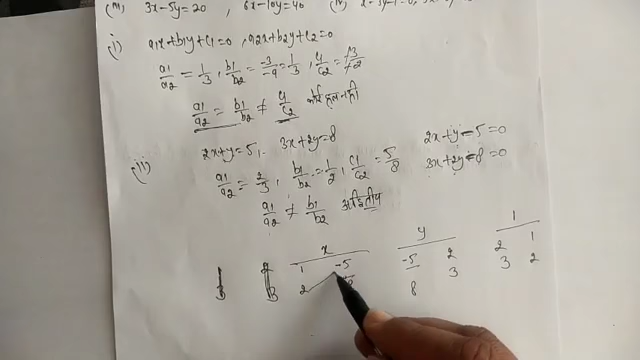 (iii) 3x-5y=20 , 6x-10y=40
i) a1x+b1y+c1=0 , a2x+b2y+c2=0
a1/a2 = 1/3 , b1/b2 = -3/-9 = 1/3 , c1/c2 =
a1/a2 = b1/b2 ≠ c1/c2 कोई हल नहीं
ii) 2x+y=5, 3x+2y=8 2x+y-5=0
a1/a2 = 2/3 , b1/b2 = 1/2 , c1/c2 = 5/8 3x+2y-8=0
a1/a2 ≠ b1/b2 अद्वितीय
x y 1
1 -5 -5 2 2 1
2 8 3 3 2